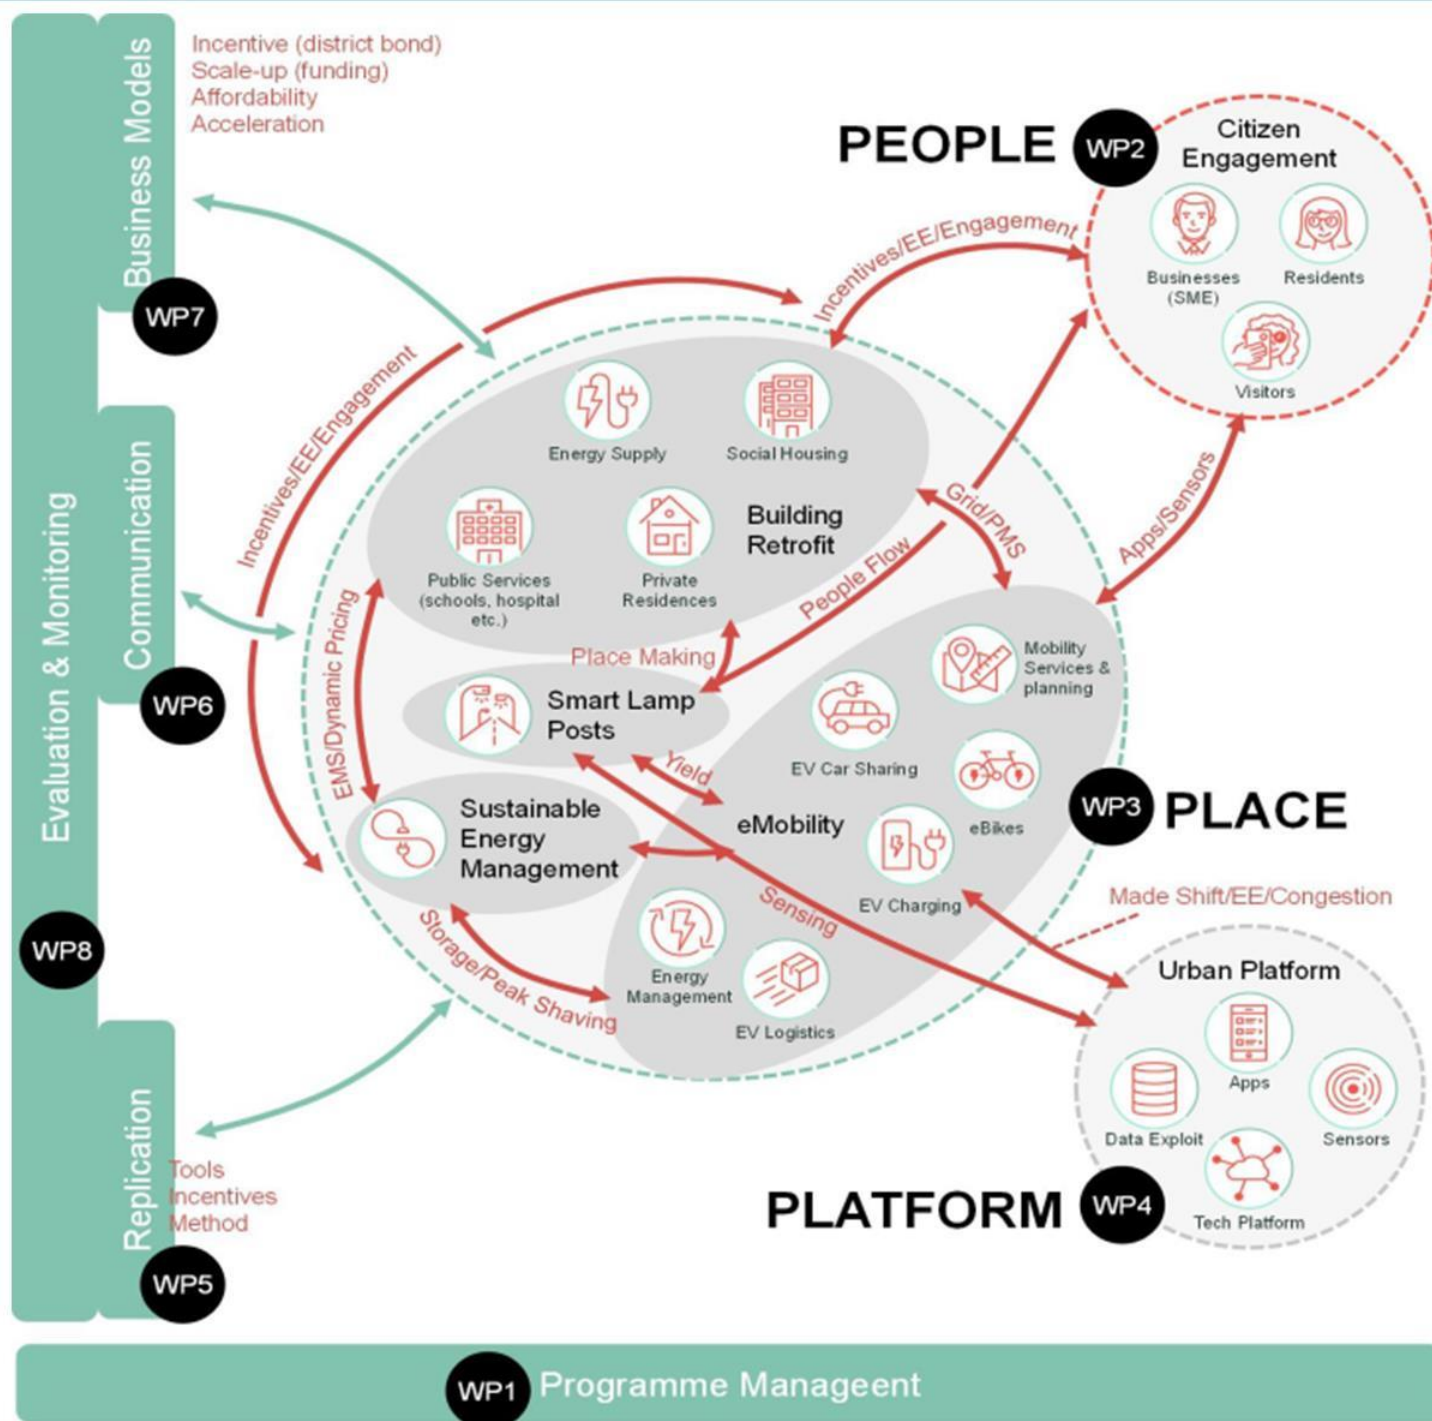 Business Models
Incentive (district bond)
Scale-up (funding)
Affordability
Acceleration
WP7
PEOPLE
WP2
Citizen
Engagement
Businesses
(SME)
Residents
Visitors
Incentives/EE/Engagement
Incentives/EE/Engagement
Energy Supply
Social Housing
Public Services
(schools, hospital
etc.)
Private
Residences
Building
Retrofit
Grid/PMS
People Flow
Apps/Sensors
Evaluation & Monitoring
Communication
WP6
EMS/Dynamic Pricing
Place Making
Smart Lamp
Posts
Mobility
Services &
planning
EV Car Sharing
Yield
eMobility
eBikes
WP3
PLACE
Sustainable
Energy
Management
EV Charging
Sensing
Made Shift/EE/Congestion
WP8
Storage/Peak Shaving
Energy
Management
EV Logistics
Urban Platform
Apps
Data Exploit
Sensors
Tech Platform
PLATFORM
WP4
Replication
Tools
Incentives
Method
WP5
WP1
Programme Manageent